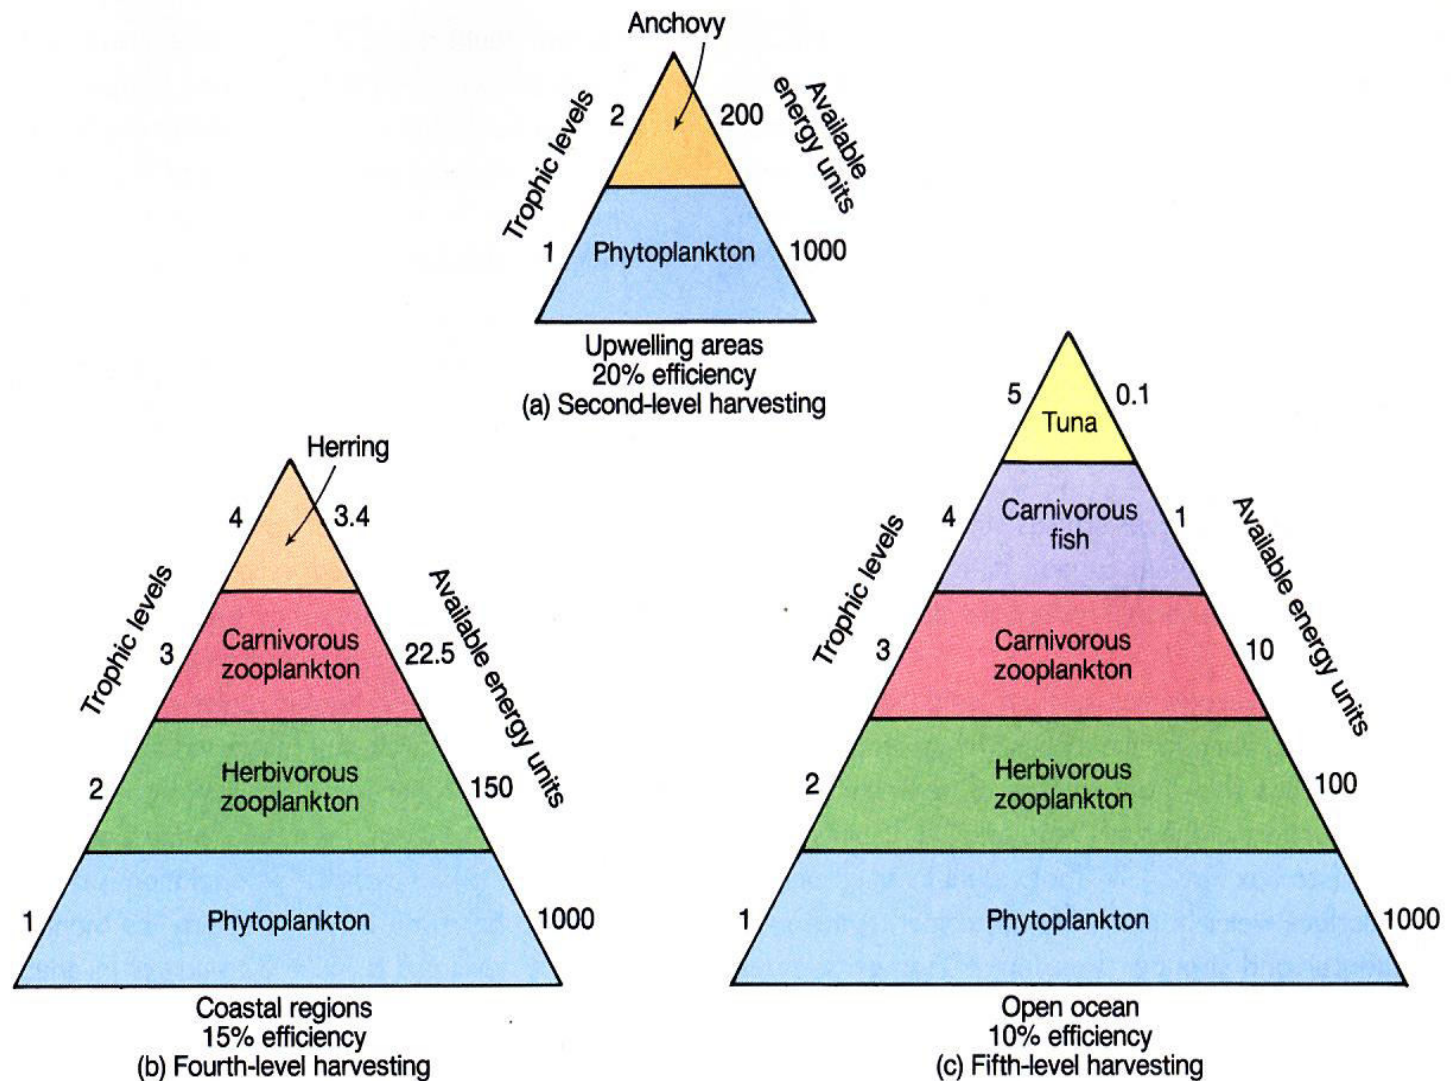 Anchovy
Trophic levels
2
200
Available
energy units
1
Phytoplankton
1000
Upwelling areas
20% efficiency
(a) Second-level harvesting
Herring
4
3.4
Trophic levels
Available energy units
3
Carnivorous
zooplankton
22.5
2
Herbivorous
zooplankton
150
1
Phytoplankton
1000
Coastal regions
15% efficiency
(b) Fourth-level harvesting
5
Tuna
0.1
4
Carnivorous
fish
1
Trophic levels
Available energy units
3
Carnivorous
zooplankton
10
2
Herbivorous
zooplankton
100
1
Phytoplankton
1000
Open ocean
10% efficiency
(c) Fifth-level harvesting